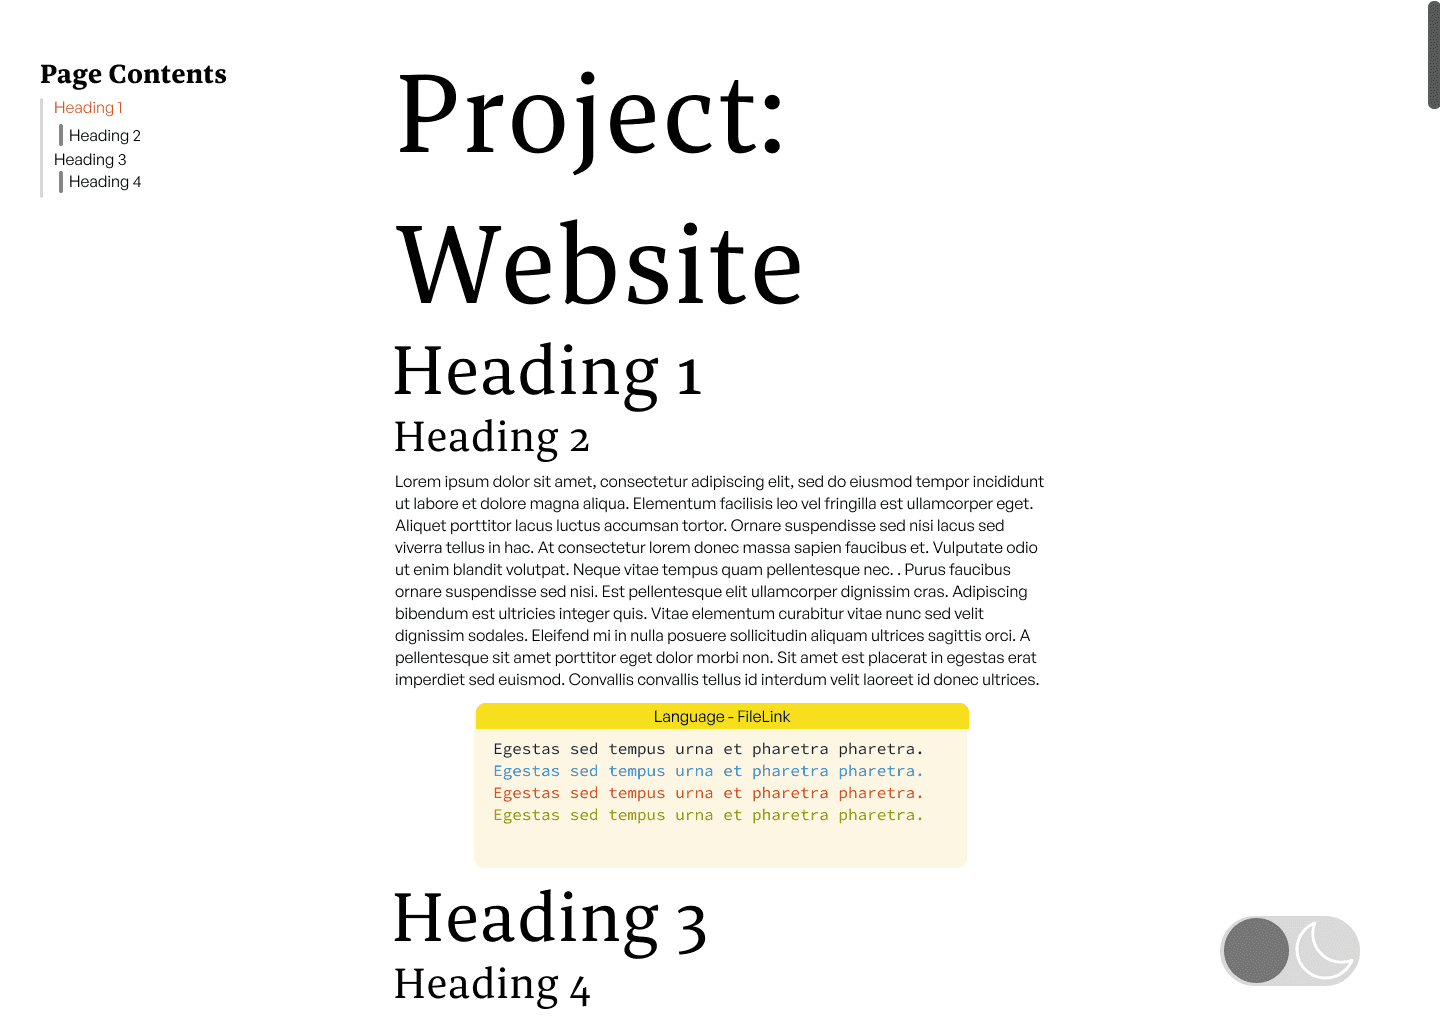 Page Contents
Heading 1
Heading 2
Heading 3
Heading 4
Project:
Website
Heading 1
Heading 2
Lorem ipsum dolor sit amet, consectetur adipiscing elit, sed do eiusmod tempor incididunt
ut labore et dolore magna aliqua. Elementum facilisis leo vel fringilla est ullamcorper eget.
Aliquet porttitor lacus luctus accumsan tortor. Ornare suspendisse sed nisi lacus sed
viverra tellus in hac. At consectetur lorem donec massa sapien faucibus et. Vulputate odio
ut enim blandit volutpat. Neque vitae tempus quam pellentesque nec. . Purus faucibus
ornare suspendisse sed nisi. Est pellentesque elit ullamcorper dignissim cras. Adipiscing
bibendum est ultricies integer quis. Vitae elementum curabitur vitae nunc sed velit
dignissim sodales. Eleifend mi in nulla posuere sollicitudin aliquam ultrices sagittis orci. A
pellentesque sit amet porttitor eget dolor morbi non. Sit amet est placerat in egestas erat
imperdiet sed euismod. Convallis convallis tellus id interdum velit laoreet id donec ultrices.
Language - FileLink
Egestas sed tempus urna et pharetra pharetra.
Egestas sed tempus urna et pharetra pharetra.
Egestas sed tempus urna et pharetra pharetra.
Egestas sed tempus urna et pharetra pharetra.
Heading 3
Heading 4